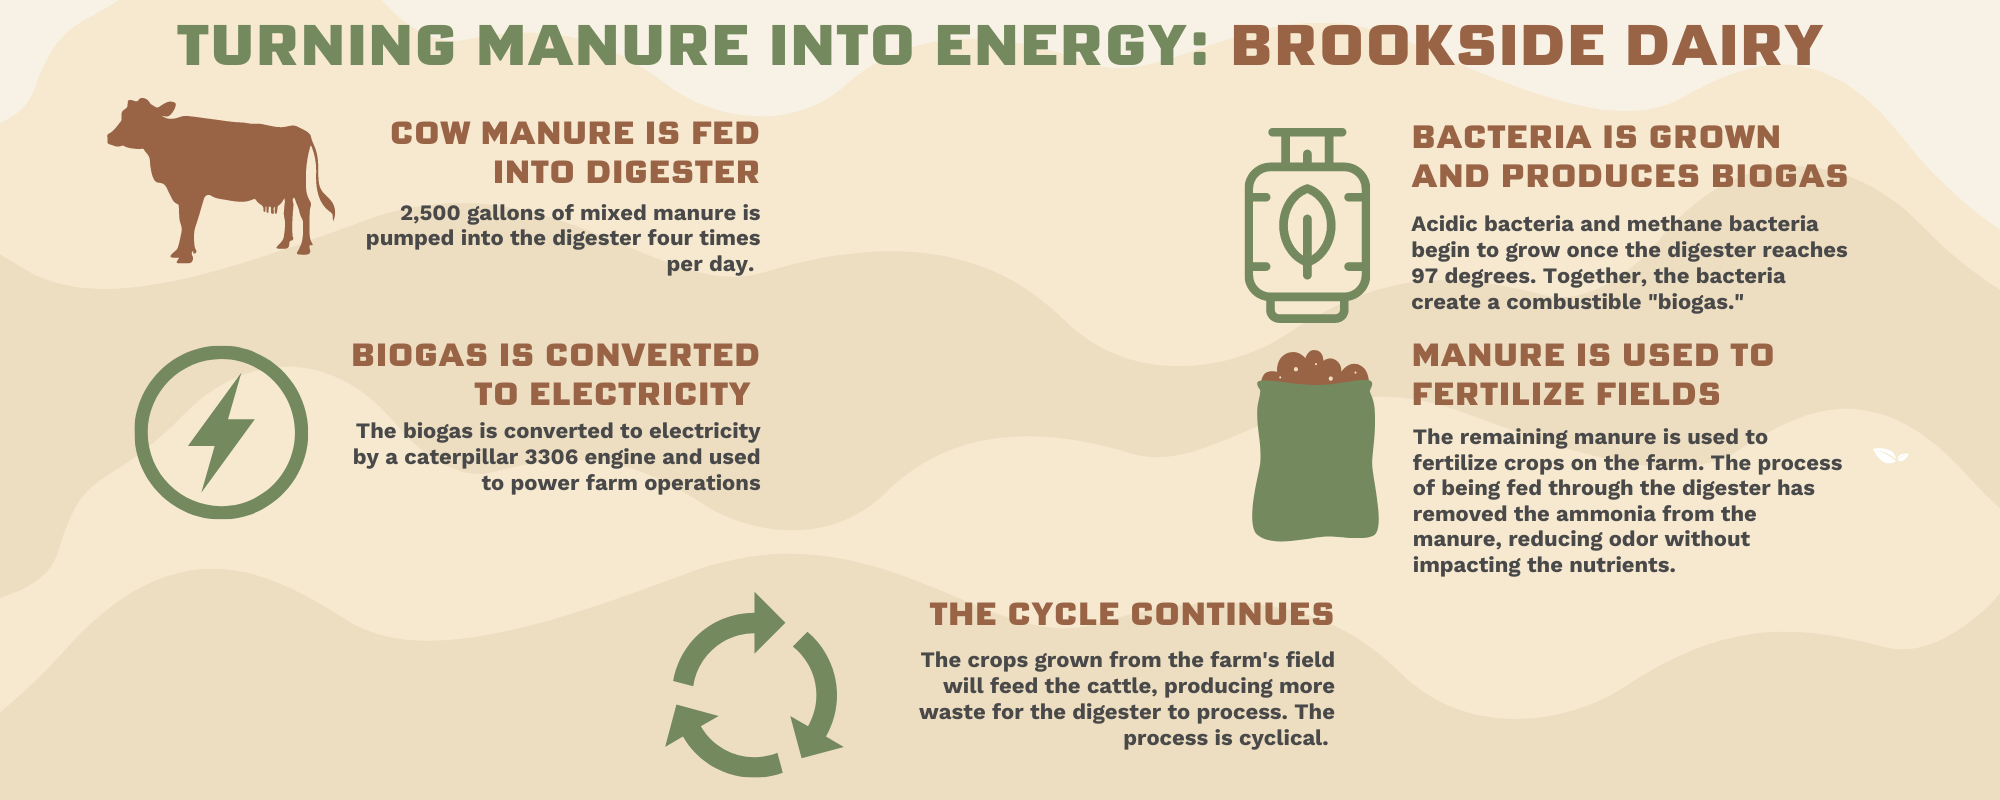 TURNING MANURE INTO ENERGY: BROOKSIDE DAIRY
COW MANURE IS FED
INTO DIGESTER
2,500 gallons of mixed manure is
pumped into the digester four times
per day.
BACTERIA IS GROWN
AND PRODUCES BIOGAS
Acidic bacteria and methane bacteria
begin to grow once the digester reaches
97 degrees. Together, the bacteria
create a combustible "biogas."
BIOGAS IS CONVERTED
TO ELECTRICITY
The biogas is converted to electricity
by a caterpillar 3306 engine and used
to power farm operations
MANURE IS USED TO
FERTILIZE FIELDS
The remaining manure is used to
fertilize crops on the farm. The process
of being fed through the digester has
removed the ammonia from the
manure, reducing odor without
impacting the nutrients.
THE CYCLE CONTINUES
The crops grown from the farm's field
will feed the cattle, producing more
waste for the digester to process. The
process is cyclical.